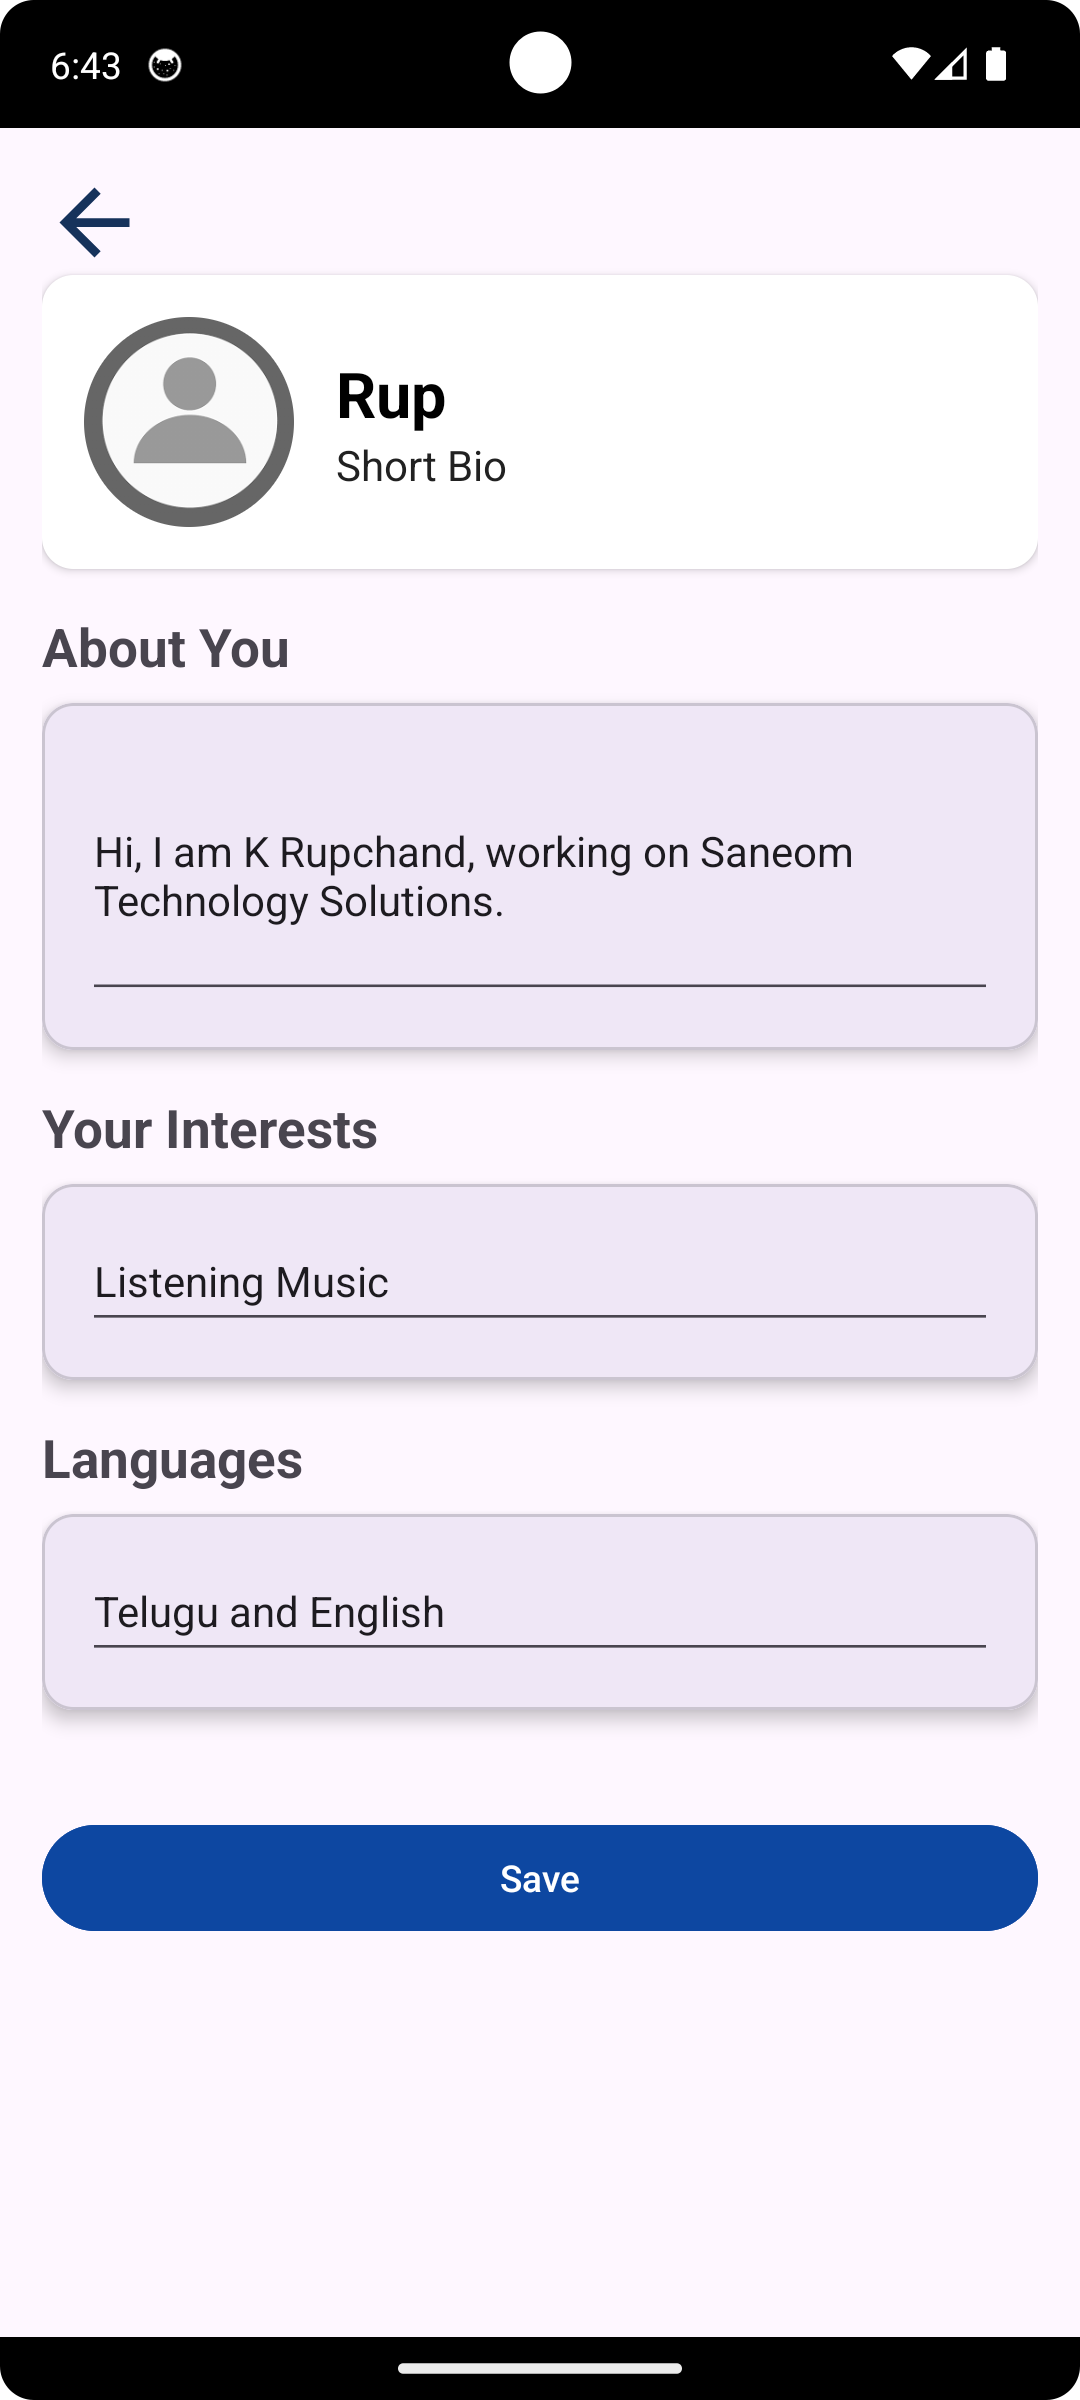 6:43
Rup
Short Bio
About You
Hi, I am K Rupchand, working on Saneom
Technology Solutions.
Your Interests
Listening Music
Languages
Telugu and English
Save